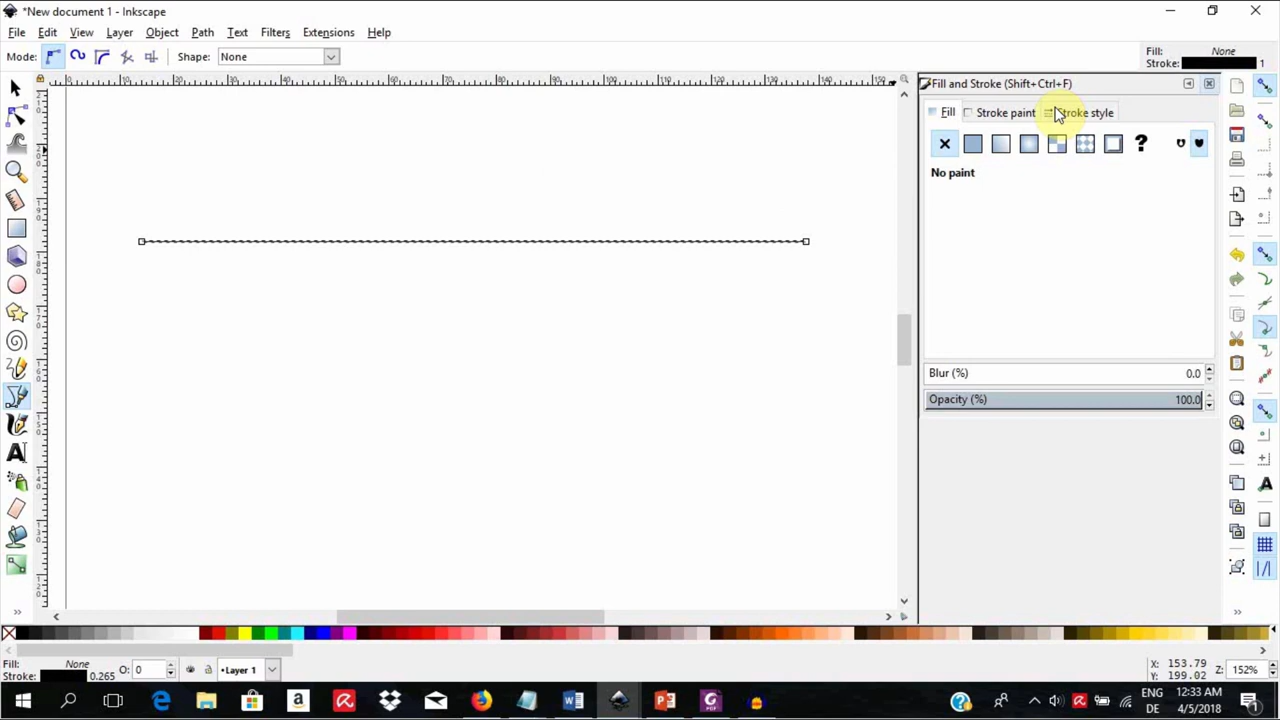 *New document 1 - Inkscape
File Edit View Layer Object Path Text Filters Extensions Help
Mode: Shape: None
Fill: None
Stroke: 1
Fill and Stroke (Shift+Ctrl+F)
Fill Stroke paint Stroke style
No paint
Blur (%) 0.0
Opacity (%) 100.0
Fill: None
Stroke: 0.265
O: 0
•Layer 1
X: 153.79
Y: 199.02
Z: 152%
ENG
DE
12:33 AM
4/5/2018